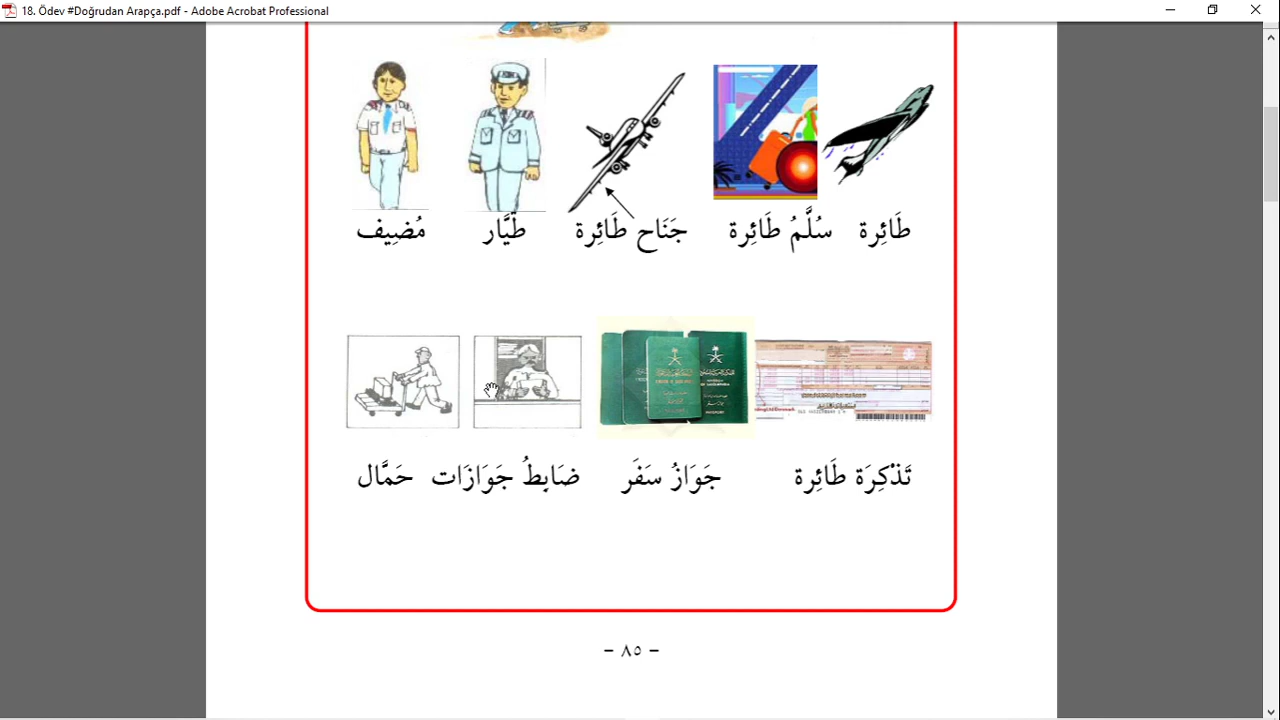 18. Ödev #Doğrudan Arapça.pdf - Adobe Acrobat Professional
طَائِرة سُلَّمُ طَائِرة جَنَاح طَائِرة طَيَّار مُضِيف
تَذْكِرَة طَائِرة جَوَازُ سَفَر ضَابِطُ جَوَازَات حَمَّال
- ٨٥ -